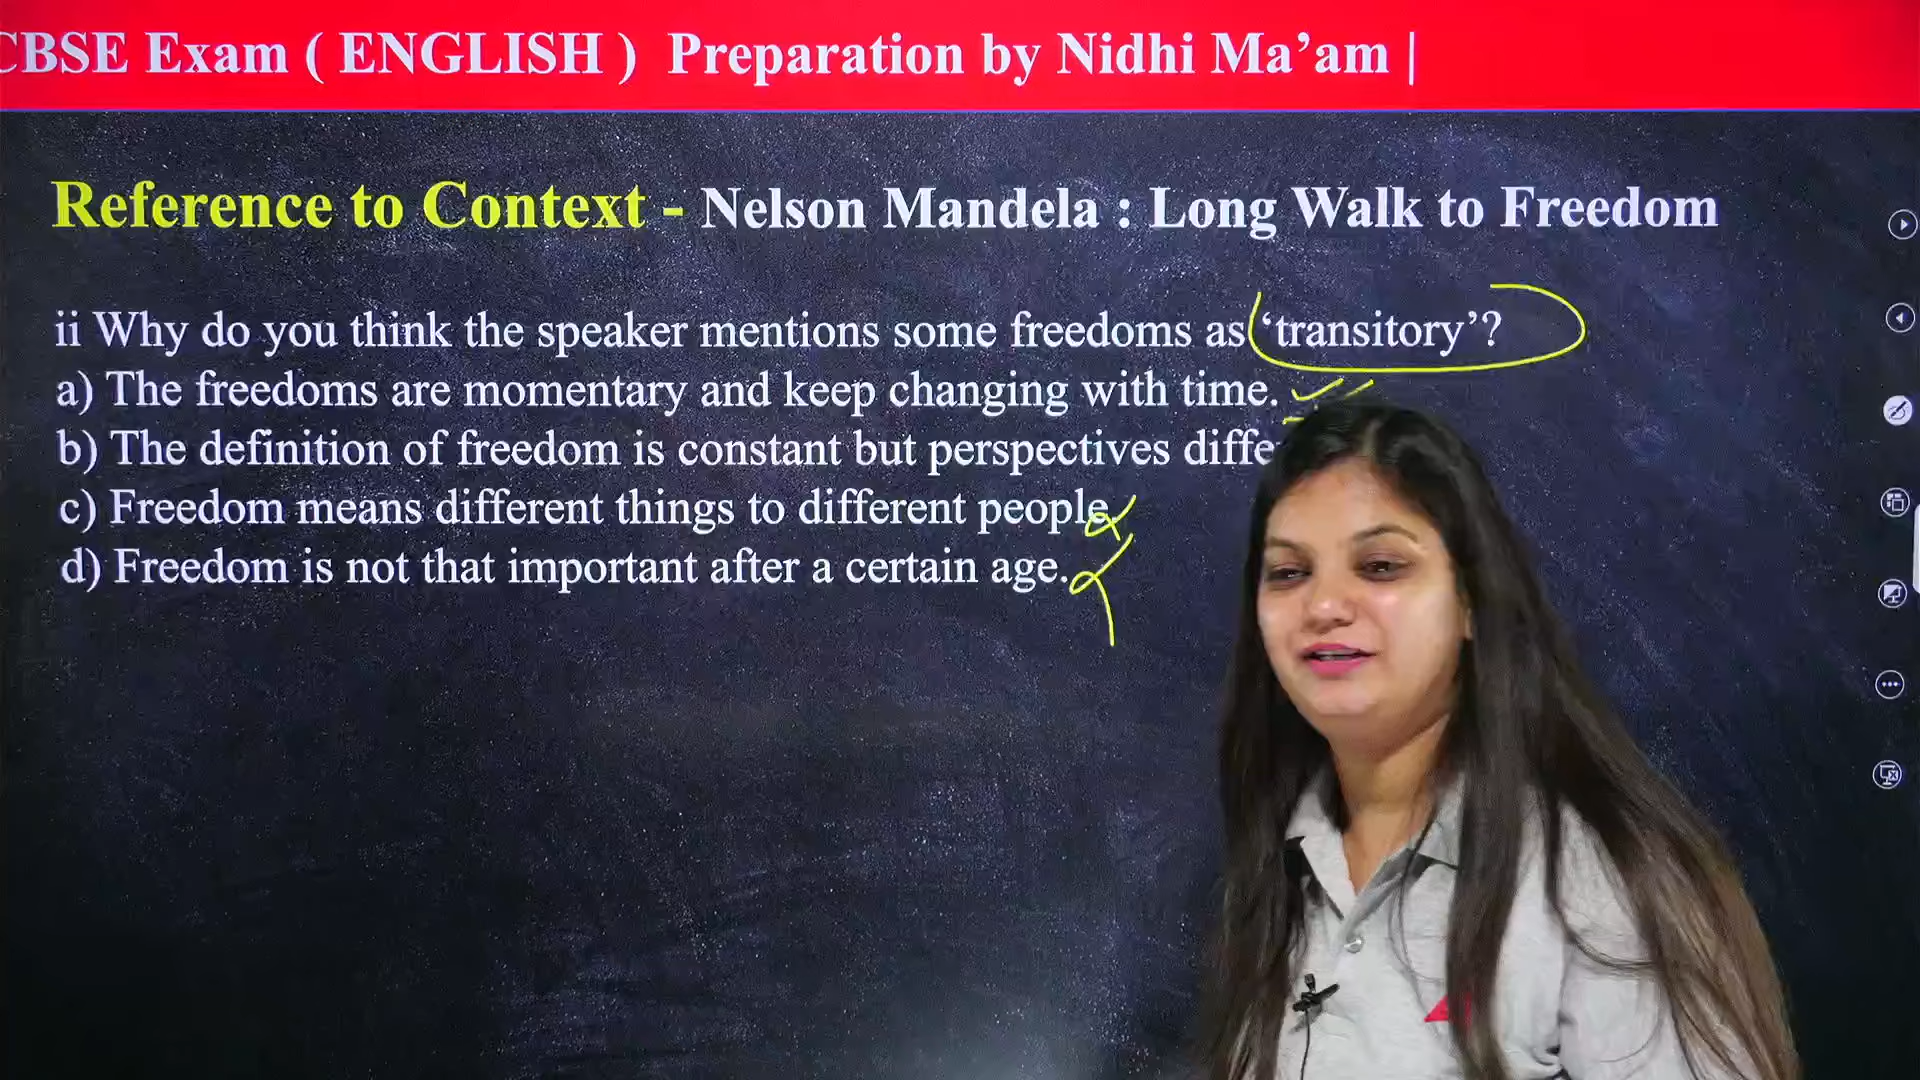 CBSE Exam ( ENGLISH ) Preparation by Nidhi Ma’am |
Reference to Context - Nelson Mandela : Long Walk to Freedom
ii Why do you think the speaker mentions some freedoms as ‘transitory’?
a) The freedoms are momentary and keep changing with time.
b) The definition of freedom is constant but perspectives
c) Freedom means different things to different people.
d) Freedom is not that important after a certain age.